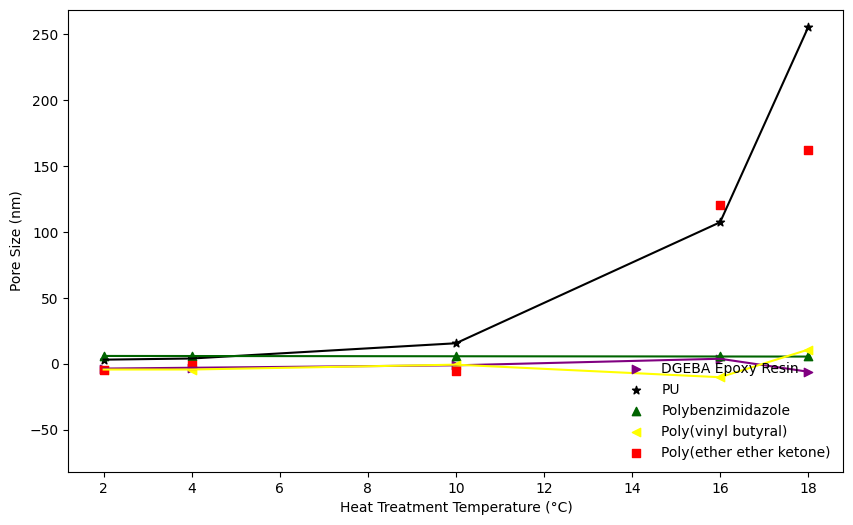 250
200
150
100
50
0
−50
Pore Size (nm)
DGEBA Epoxy Resin
PU
Polybenzimidazole
Poly(vinyl butyral)
Poly(ether ether ketone)
2 4 6 8 10 12 14 16 18
Heat Treatment Temperature (°C)